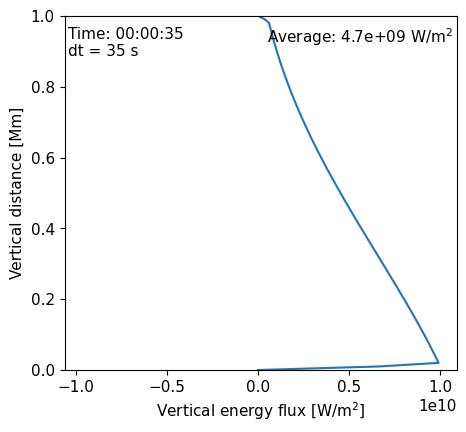 Time: 00:00:35
dt = 35 s
Average: 4.7e+09 W/m²
1.0
0.8
0.6
0.4
0.2
0.0
Vertical distance [Mm]
−1.0 −0.5 0.0 0.5 1.0
1e10
Vertical energy flux [W/m²]